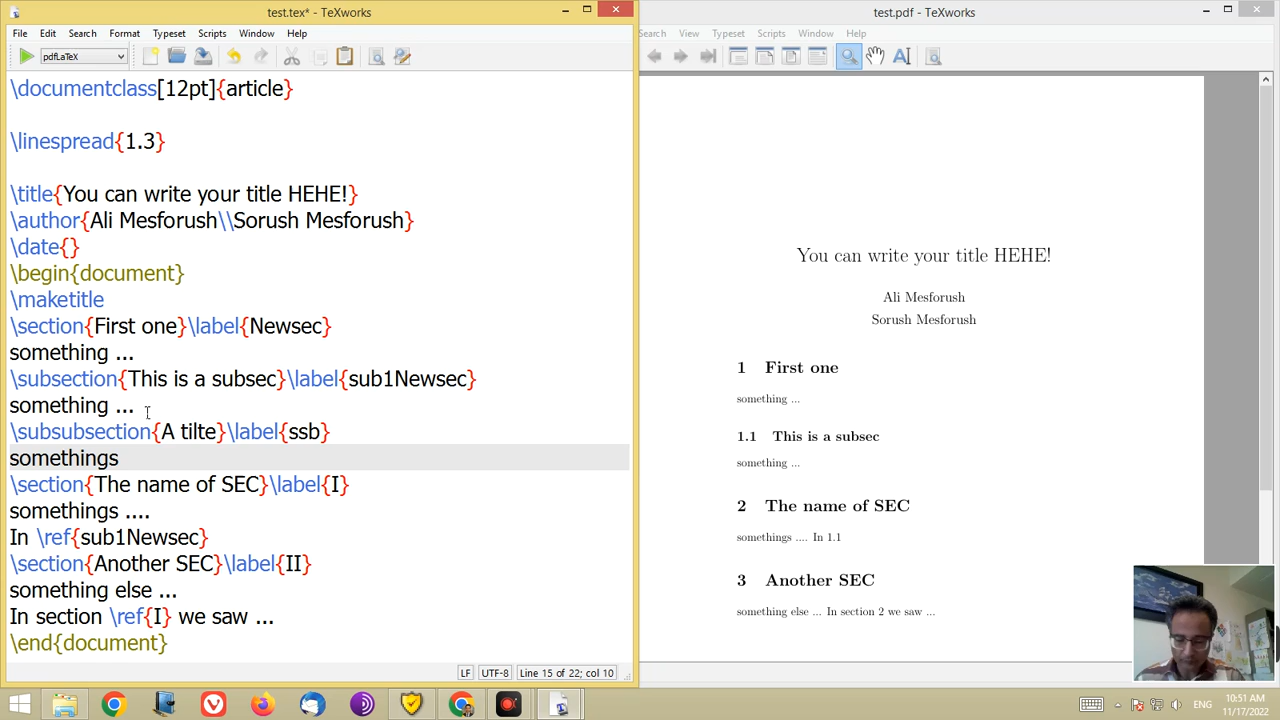 test.tex* - TeXworks
File Edit Search Format Typeset Scripts Window Help
pdfLaTeX
\documentclass[12pt]{article}
\linespread{1.3}
\title{You can write your title HEHE!}
\author{Ali Mesforush\\Sorush Mesforush}
\date{}
\begin{document}
\maketitle
\section{First one}\label{Newsec}
something ...
\subsection{This is a subsec}\label{sub1Newsec}
something ...
\subsubsection{A tilte}\label{ssb}
somethings
\section{The name of SEC}\label{I}
somethings ....
In \ref{sub1Newsec}
\section{Another SEC}\label{II}
something else ...
In section \ref{I} we saw ...
\end{document}
LF UTF-8 Line 15 of 22; col 10
test.pdf - TeXworks
Search View Typeset Scripts Window Help
You can write your title HEHE!
Ali Mesforush
Sorush Mesforush
1 First one
something ...
1.1 This is a subsec
something ...
2 The name of SEC
somethings .... In 1.1
3 Another SEC
something else ... In section 2 we saw ...
ENG
10:51 AM
11/17/2022